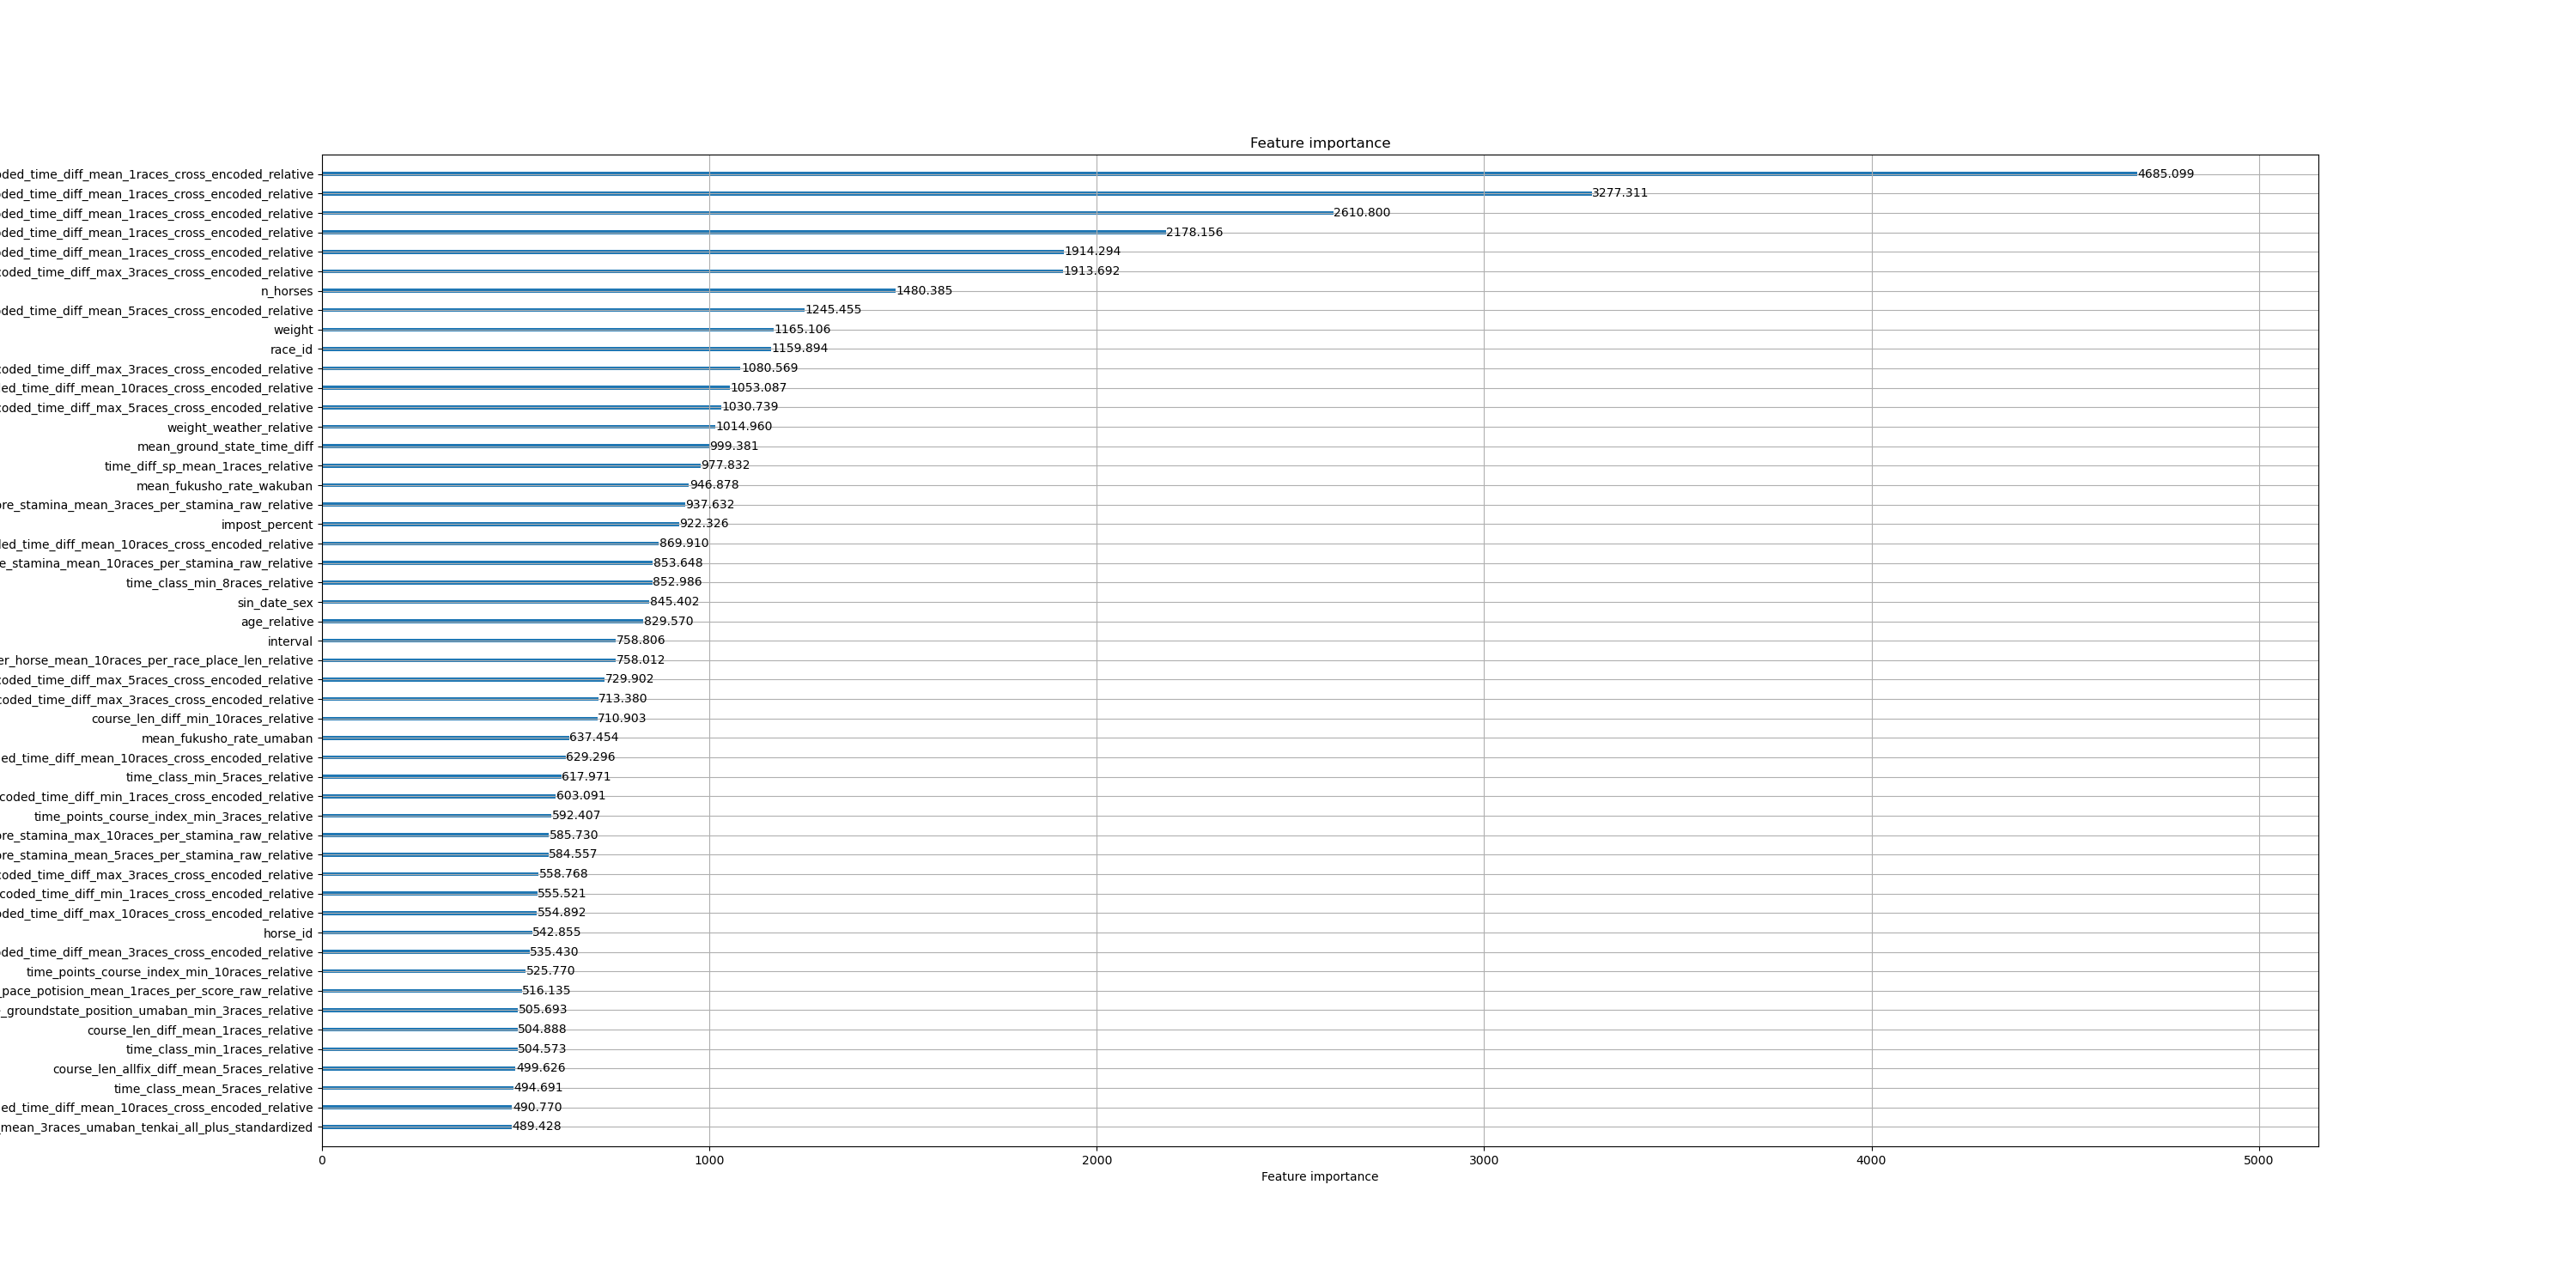 Feature importance
oded_time_diff_mean_1races_cross_encoded_relative 4685.099
ded_time_diff_mean_1races_cross_encoded_relative 3277.311
ded_time_diff_mean_1races_cross_encoded_relative 2610.800
oded_time_diff_mean_1races_cross_encoded_relative 2178.156
ded_time_diff_mean_1races_cross_encoded_relative 1914.294
coded_time_diff_max_3races_cross_encoded_relative 1913.692
n_horses 1480.385
ded_time_diff_mean_5races_cross_encoded_relative 1245.455
weight 1165.106
race_id 1159.894
coded_time_diff_max_3races_cross_encoded_relative 1080.569
ed_time_diff_mean_10races_cross_encoded_relative 1053.087
coded_time_diff_max_5races_cross_encoded_relative 1030.739
weight_weather_relative 1014.960
mean_ground_state_time_diff 999.381
time_diff_sp_mean_1races_relative 977.832
mean_fukusho_rate_wakuban 946.878
ore_stamina_mean_3races_per_stamina_raw_relative 937.632
impost_percent 922.326
ded_time_diff_mean_10races_cross_encoded_relative 869.910
e_stamina_mean_10races_per_stamina_raw_relative 853.648
time_class_min_8races_relative 852.986
sin_date_sex 845.402
age_relative 829.570
interval 758.806
er_horse_mean_10races_per_race_place_len_relative 758.012
coded_time_diff_max_5races_cross_encoded_relative 729.902
coded_time_diff_max_3races_cross_encoded_relative 713.380
course_len_diff_min_10races_relative 710.903
mean_fukusho_rate_umaban 637.454
ed_time_diff_mean_10races_cross_encoded_relative 629.296
time_class_min_5races_relative 617.971
coded_time_diff_min_1races_cross_encoded_relative 603.091
time_points_course_index_min_3races_relative 592.407
ore_stamina_max_10races_per_stamina_raw_relative 585.730
ore_stamina_mean_5races_per_stamina_raw_relative 584.557
coded_time_diff_max_3races_cross_encoded_relative 558.768
coded_time_diff_min_1races_cross_encoded_relative 555.521
oded_time_diff_max_10races_cross_encoded_relative 554.892
horse_id 542.855
ded_time_diff_mean_3races_cross_encoded_relative 535.430
time_points_course_index_min_10races_relative 525.770
_pace_potision_mean_1races_per_score_raw_relative 516.135
_groundstate_position_umaban_min_3races_relative 505.693
course_len_diff_mean_1races_relative 504.888
time_class_min_1races_relative 504.573
course_len_allfix_diff_mean_5races_relative 499.626
time_class_mean_5races_relative 494.691
ed_time_diff_mean_10races_cross_encoded_relative 490.770
_mean_3races_umaban_tenkai_all_plus_standardized 489.428
0 1000 2000 3000 4000 5000
Feature importance